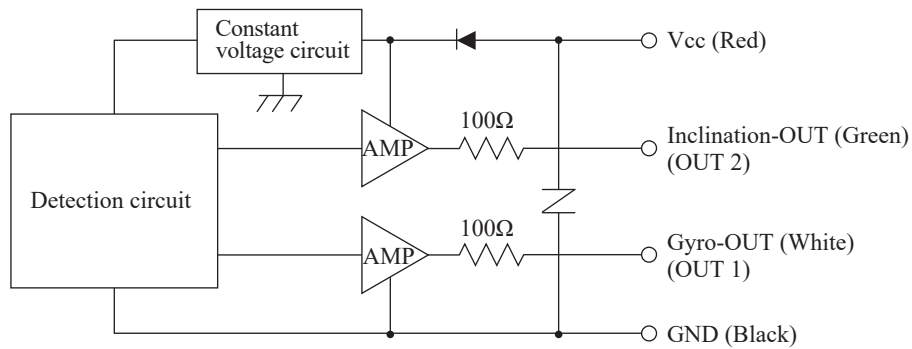 Constant
voltage circuit
Vcc (Red)
100Ω
AMP
Inclination-OUT (Green)
(OUT 2)
Detection circuit
100Ω
AMP
Gyro-OUT (White)
(OUT 1)
GND (Black)